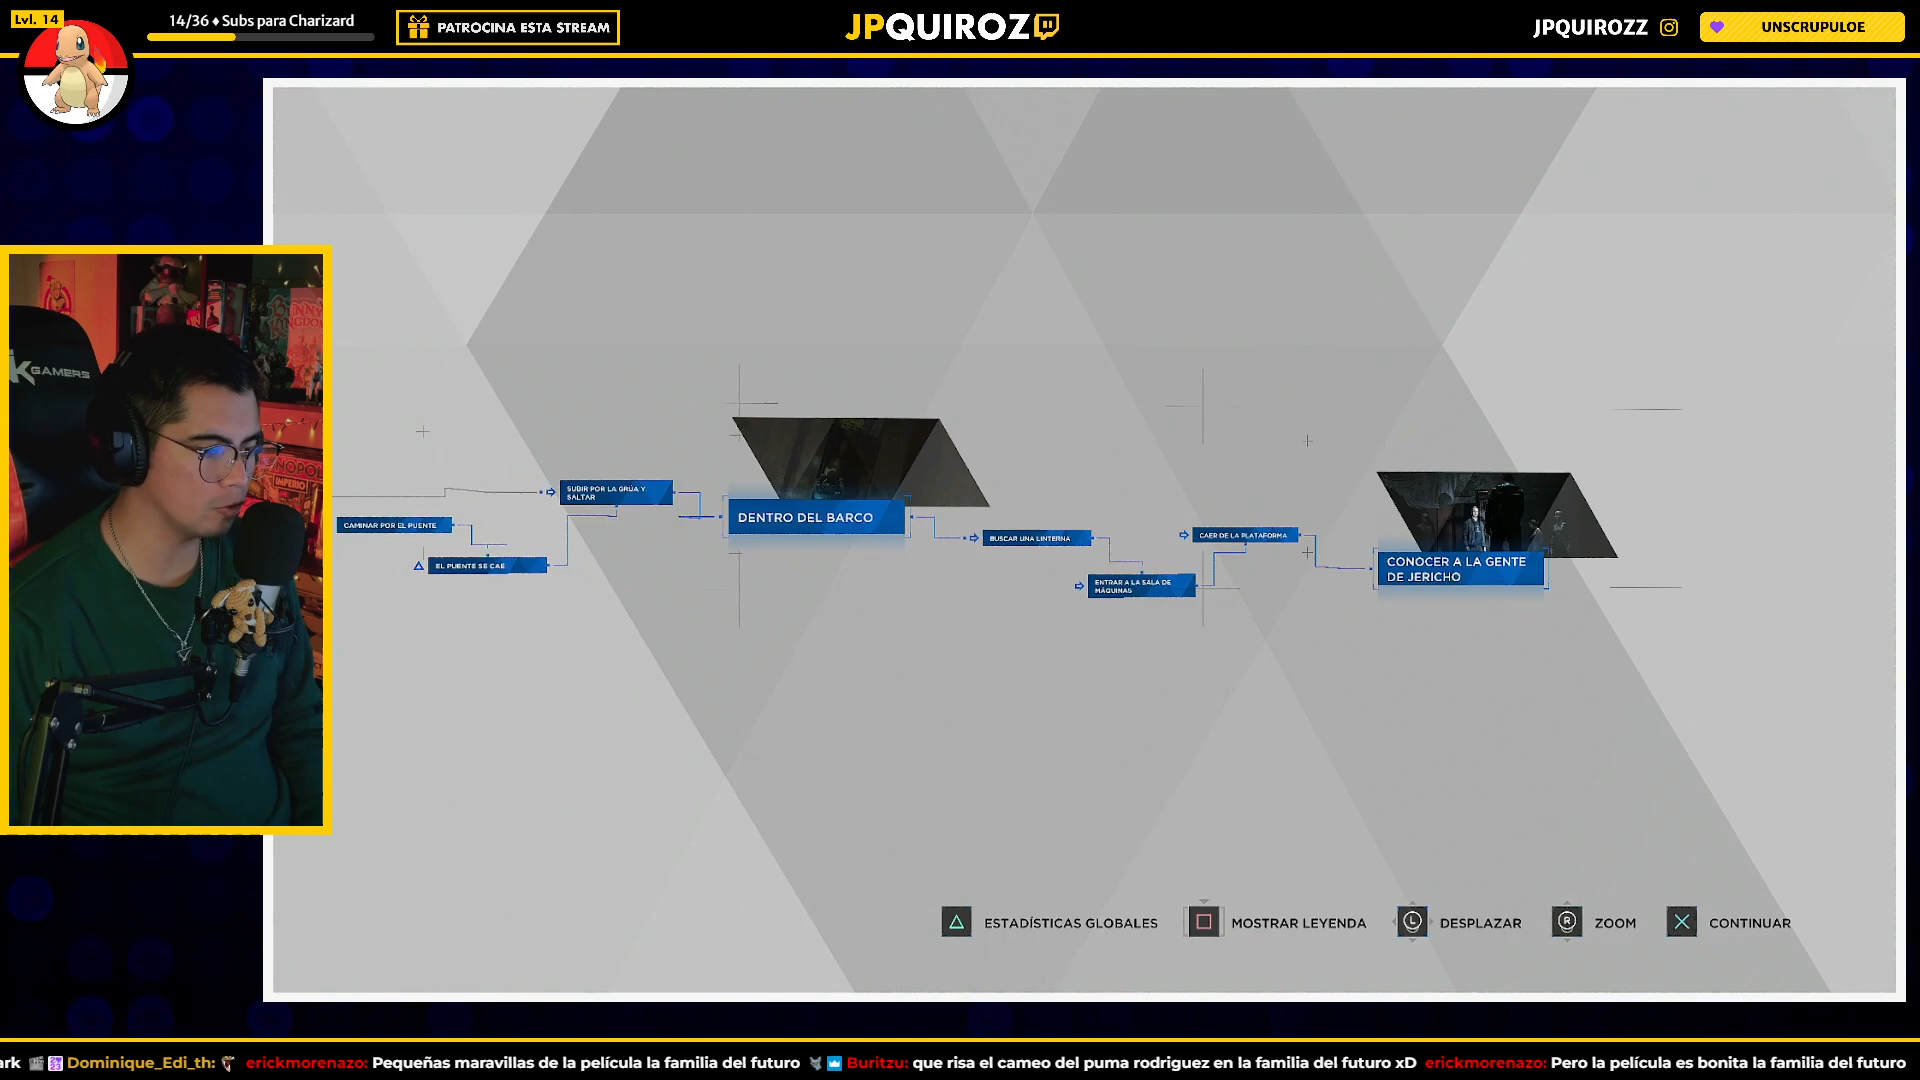 Lvl. 14
14/36 ♦ Subs para Charizard
PATROCINA ESTA STREAM
JPQUIROZ
JPQUIROZZ
UNSCRUPULOE
GAMERS
SUBIR POR LA GRÚA Y
SALTAR
CAMINAR POR EL PUENTE
EL PUENTE SE CAE
DENTRO DEL BARCO
BUSCAR UNA LINTERNA
ENTRAR A LA SALA DE
MÁQUINAS
CAER DE LA PLATAFORMA
CONOCER A LA GENTE
DE JERICHO
ESTADÍSTICAS GLOBALES
MOSTRAR LEYENDA
L
DESPLAZAR
R
ZOOM
CONTINUAR
ark Dominique_Edi_th: erickmorenazo: Pequeñas maravillas de la película la familia del futuro Buritzu: que risa el cameo del puma rodriguez en la familia del futuro xD erickmorenazo: Pero la película es bonita la familia del futuro